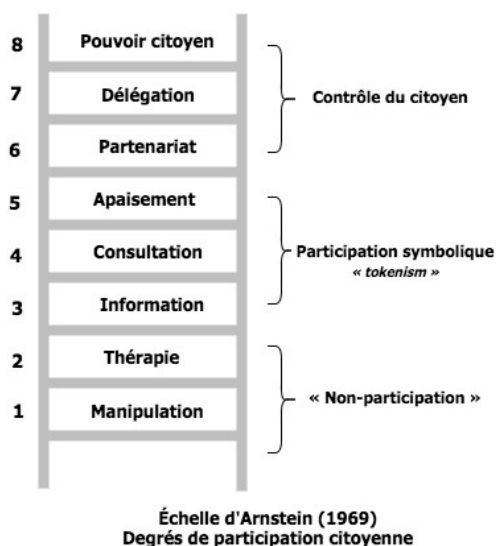 8 Pouvoir citoyen
7 Délégation
Contrôle du citoyen
6 Partenariat
5 Apaisement
4 Consultation
Participation symbolique
« tokenism »
3 Information
2 Thérapie
« Non-participation »
1 Manipulation
Échelle d'Arnstein (1969)
Degrés de participation citoyenne